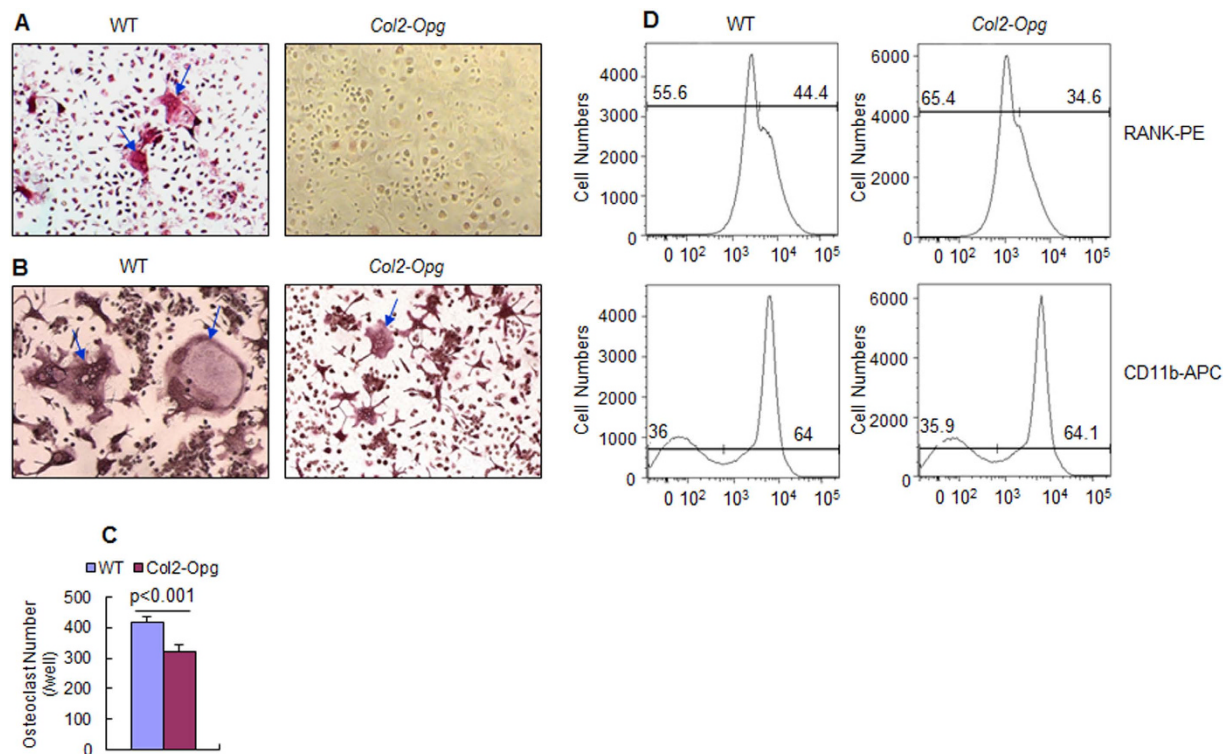 A
WT
Col2-Opg
B
WT
Col2-Opg
C
WT
Col2-Opg
p<0.001
Osteoclast Number
(/well)
500
400
300
200
100
0
D
WT
Col2-Opg
Cell Numbers
4000
3000
2000
1000
0
55.6
44.4
0 10² 10³ 10⁴ 10⁵
Cell Numbers
6000
4000
2000
0
65.4
34.6
0 10² 10³ 10⁴ 10⁵
RANK-PE
Cell Numbers
4000
3000
2000
1000
0
36
64
0 10² 10³ 10⁴ 10⁵
Cell Numbers
6000
4000
2000
0
35.9
64.1
0 10² 10³ 10⁴ 10⁵
CD11b-APC